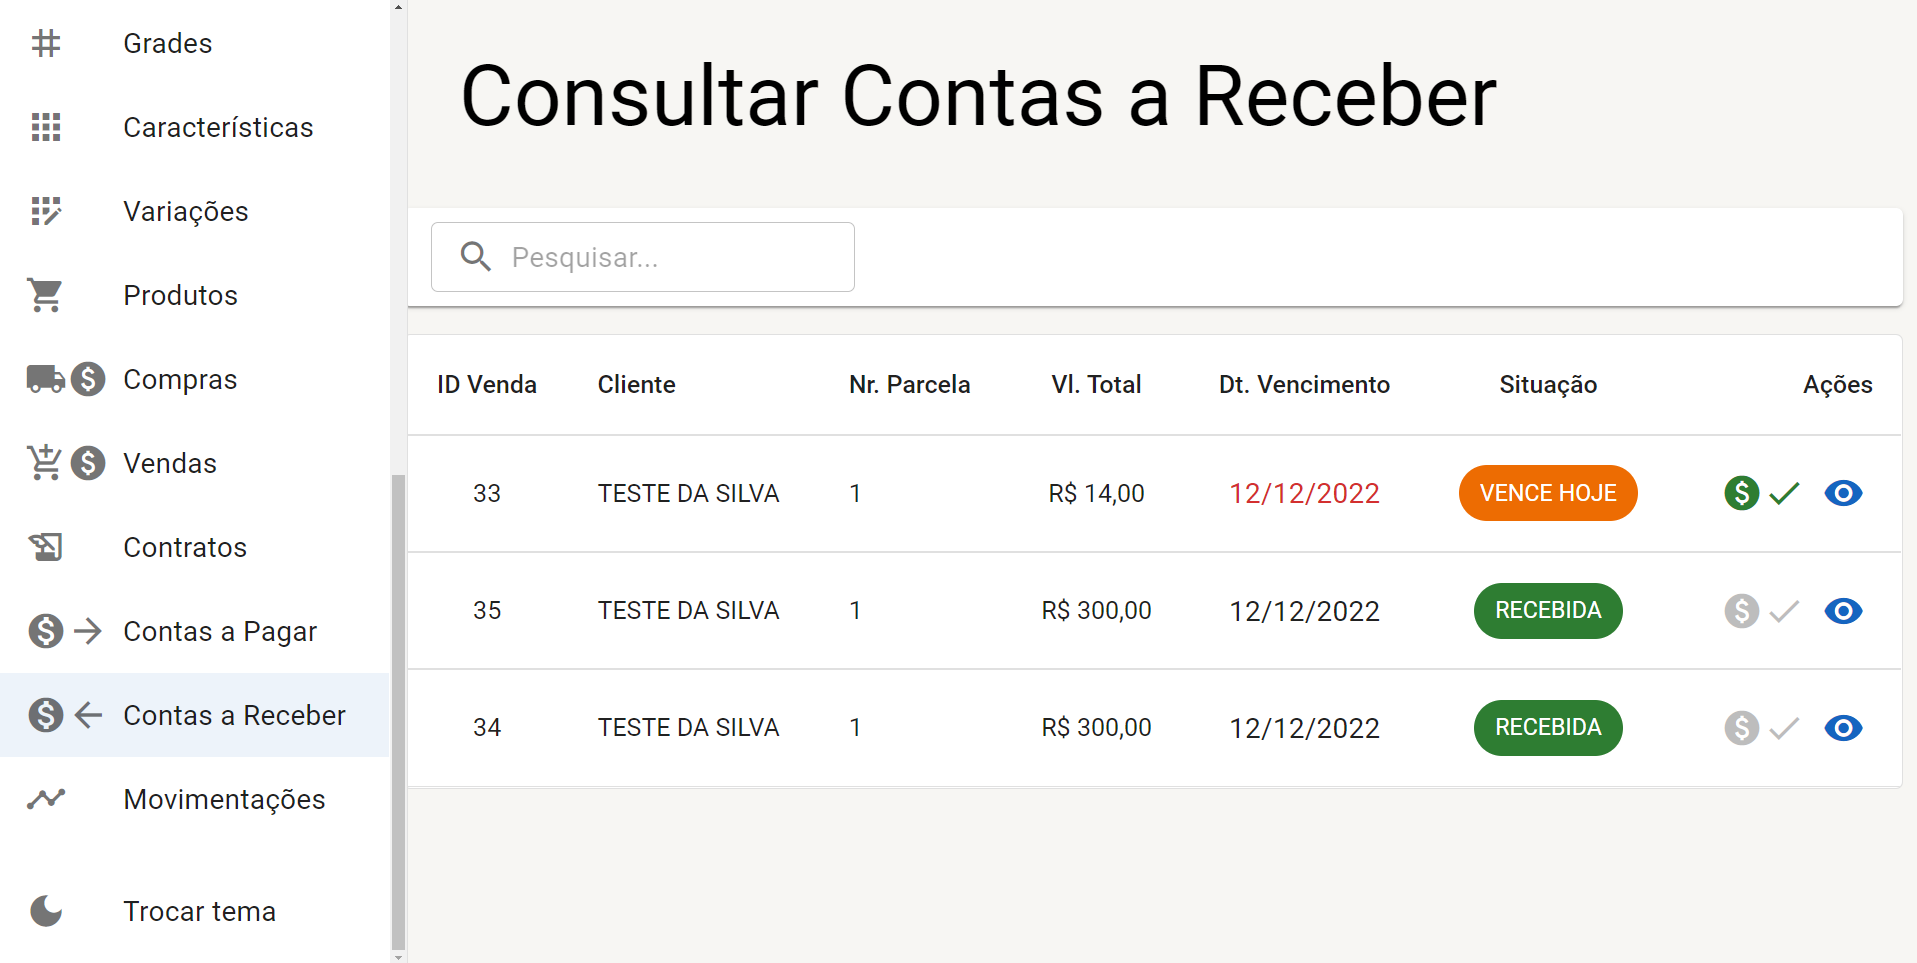 Grades
Características
Variações
Produtos
Compras
Vendas
Contratos
Contas a Pagar
Contas a Receber
Movimentações
Trocar tema
Consultar Contas a Receber
Pesquisar...
ID Venda Cliente Nr. Parcela Vl. Total Dt. Vencimento Situação Ações
33 TESTE DA SILVA 1 R$ 14,00 12/12/2022 VENCE HOJE
35 TESTE DA SILVA 1 R$ 300,00 12/12/2022 RECEBIDA
34 TESTE DA SILVA 1 R$ 300,00 12/12/2022 RECEBIDA